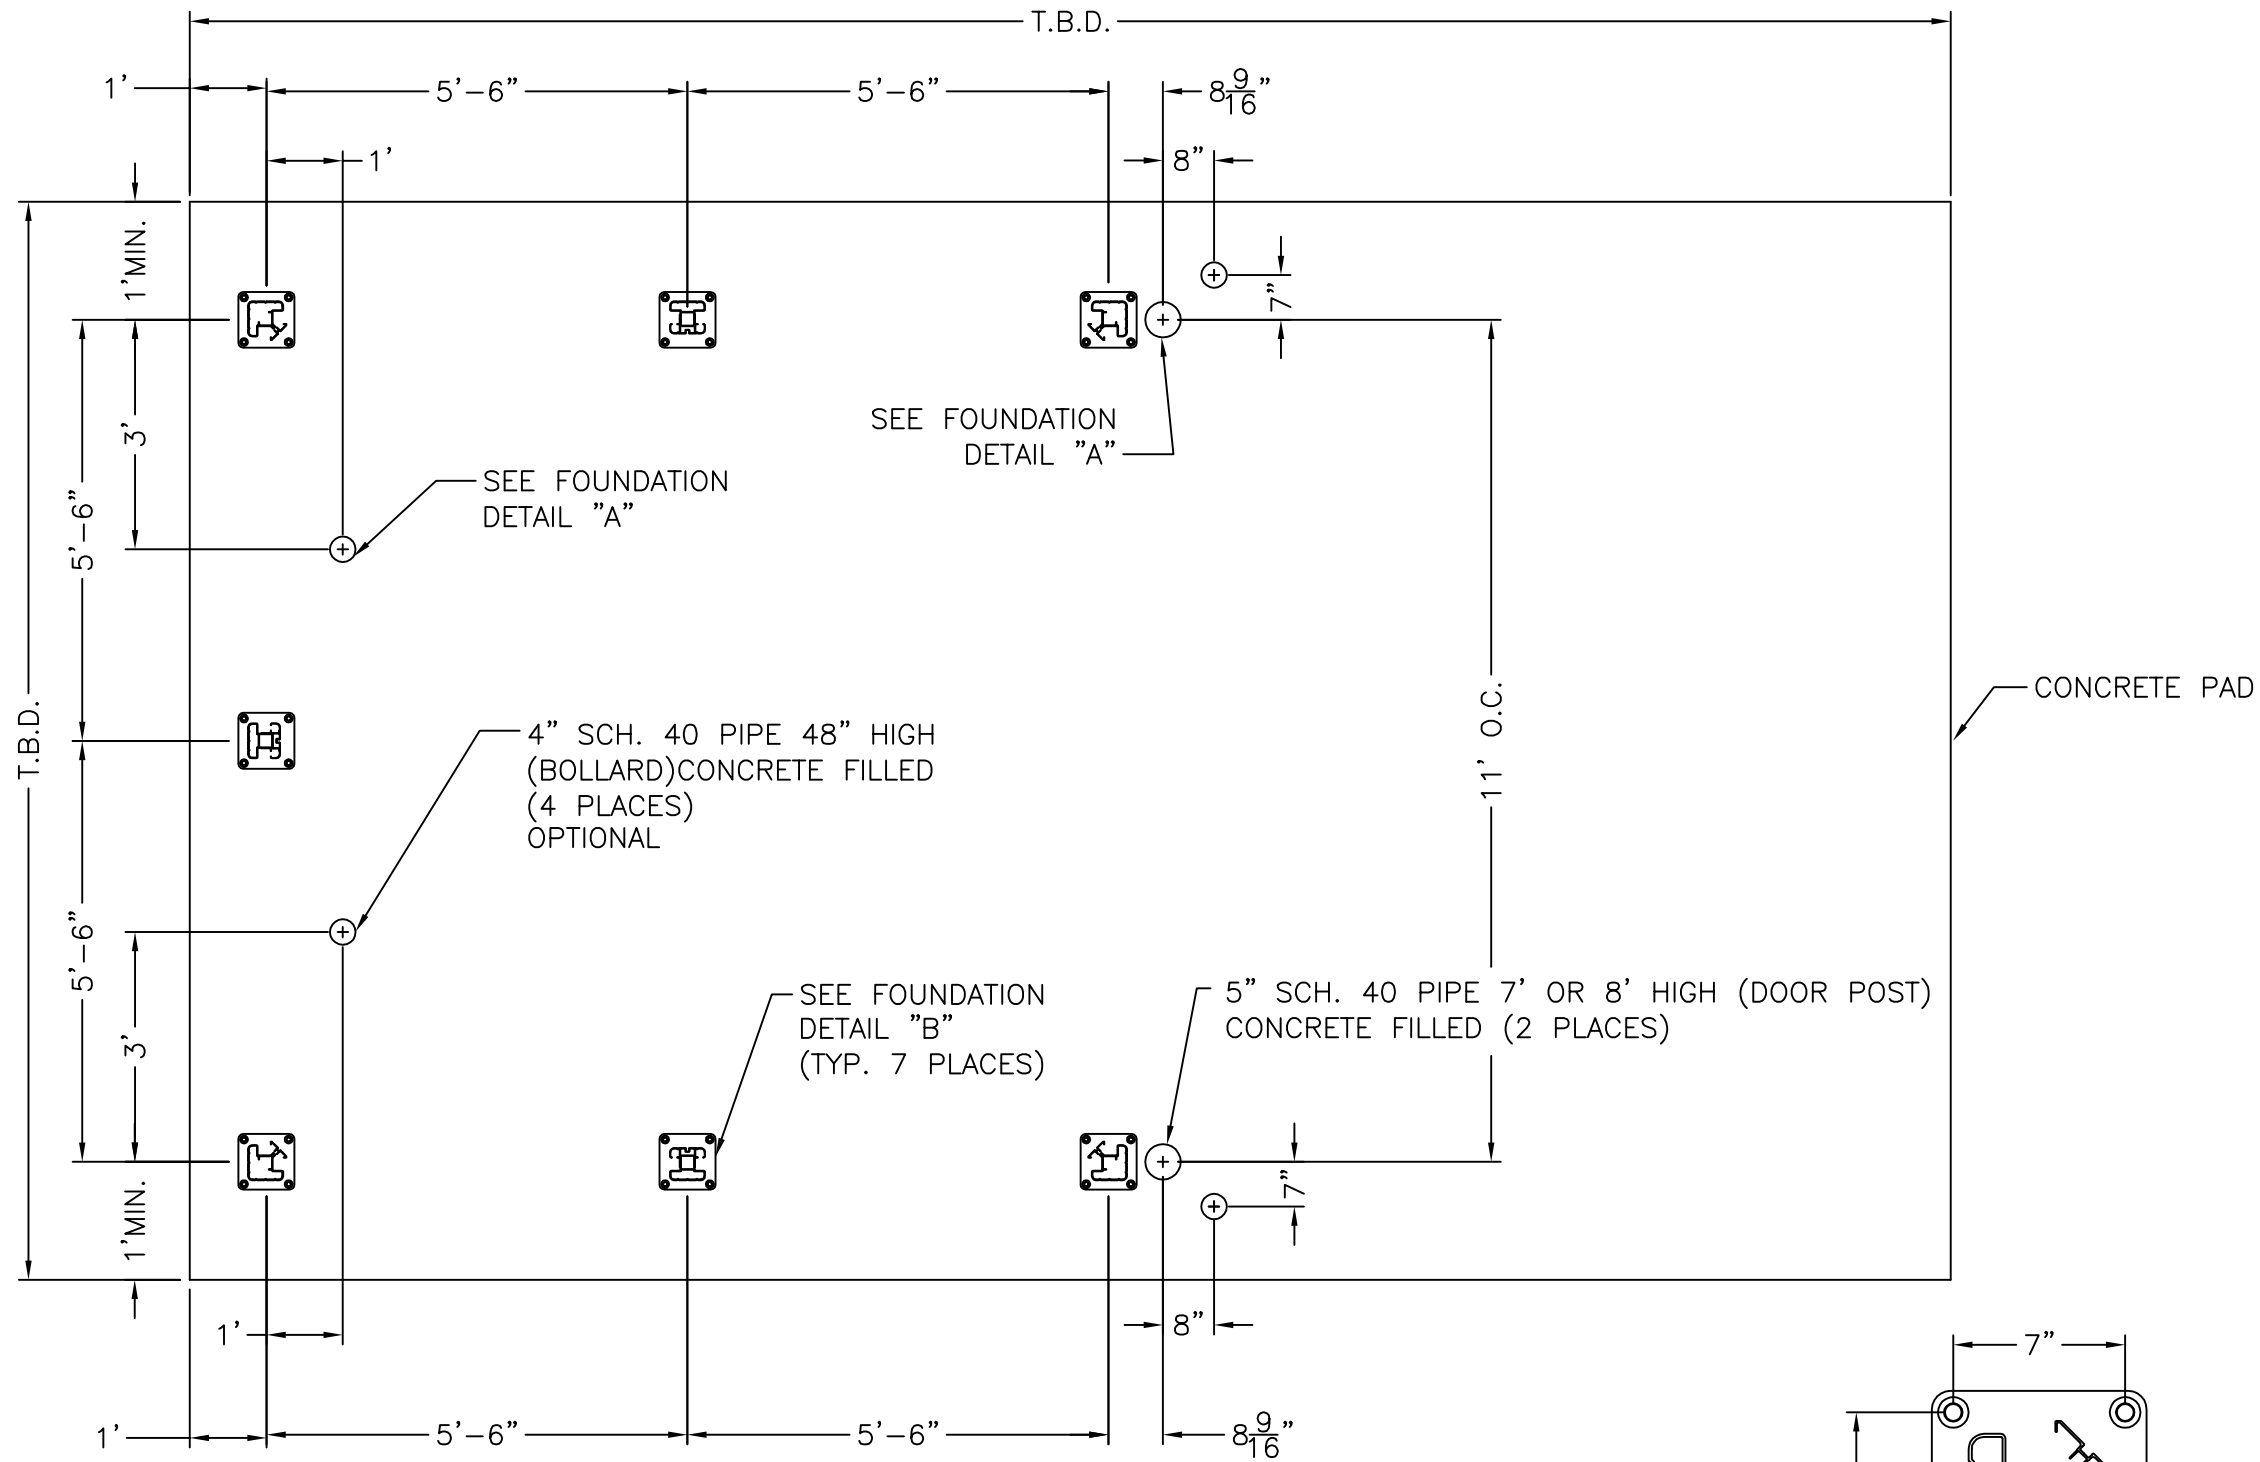 T.B.D.
1'
5'-6"
5'-6"
8 9/16"
1'
8"
1'MIN.
7"
3'
SEE FOUNDATION
DETAIL "A"
SEE FOUNDATION
DETAIL "A"
5'-6"
T.B.D.
11' O.C.
CONCRETE PAD
4" SCH. 40 PIPE 48" HIGH
(BOLLARD)CONCRETE FILLED
(4 PLACES)
OPTIONAL
5'-6"
3'
SEE FOUNDATION
DETAIL "B"
(TYP. 7 PLACES)
5" SCH. 40 PIPE 7' OR 8' HIGH (DOOR POST)
CONCRETE FILLED (2 PLACES)
7"
1'MIN.
1'
8"
7"
1'
5'-6"
5'-6"
8 9/16"